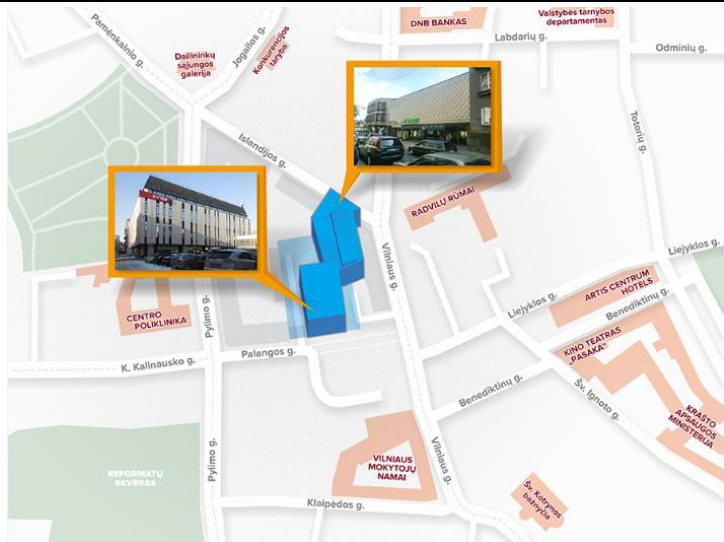 DNB BANKAS
Valstybės tarnybos
departamentas
Labdarių g.
Odminių g.
Pamėnkalnio g.
Jogailos g.
Konkurencijos
taryba
Dailininkų
sąjungos
galerija
Islandijos g.
Totorių g.
RADVILŲ RŪMAI
Vilniaus g.
Liejyklos g.
ARTIS CENTRUM
HOTELS
Liejyklos g.
Benediktinų g.
CENTRO
POLIKLINIKA
Pylimo g.
K. Kalinausko g.
Palangos g.
KINO TEATRAS
„PASAKA“
Benediktinų g.
Šv. Ignoto g.
KRAŠTO
APSAUGOS
MINISTERIJA
REFORMATŲ
SKVERAS
Pylimo g.
VILNIAUS
MOKYTOJŲ
NAMAI
Vilniaus g.
Klaipėdos g.
Šv. Kotrynos
bažnyčia